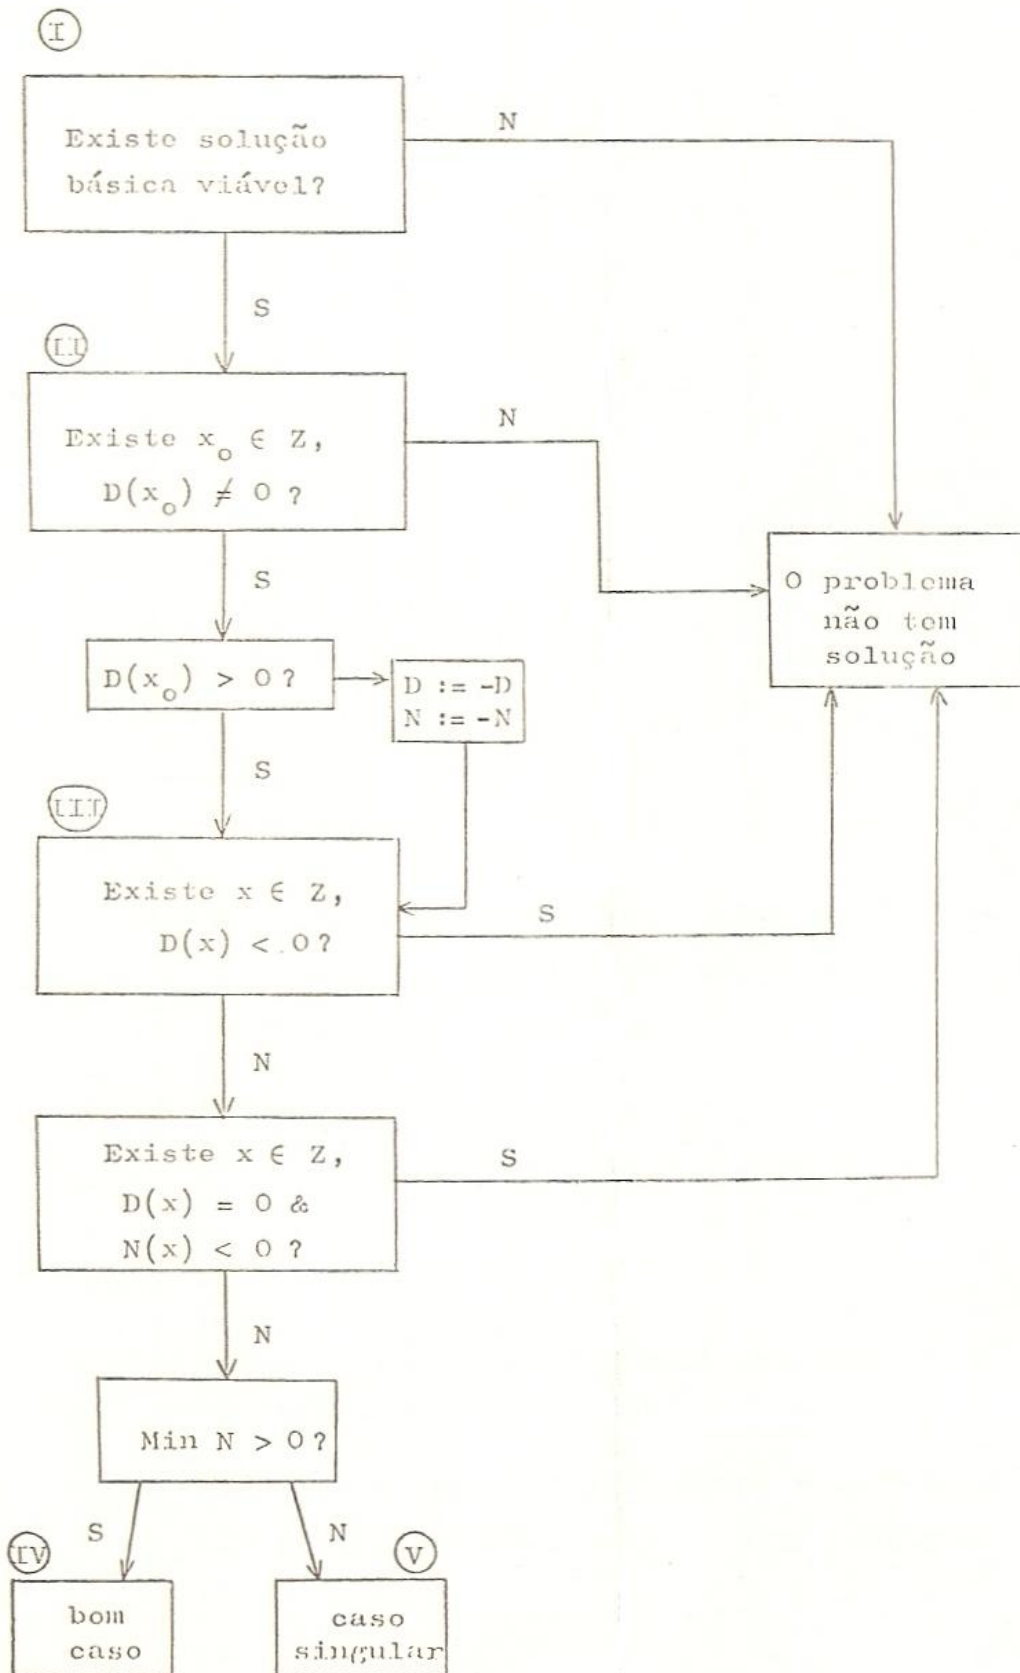 I
Existe solução
básica viável?
N
S
II
Existe x₀ ∈ Z,
D(x₀) ≠ 0 ?
N
S
O problema
não tem
solução
D(x₀) > 0 ?
D := -D
N := -N
S
III
Existe x ∈ Z,
D(x) < 0 ?
S
N
Existe x ∈ Z,
D(x) = 0 &
N(x) < 0 ?
S
N
Min N > 0 ?
S
N
IV
V
bom
caso
caso
singular